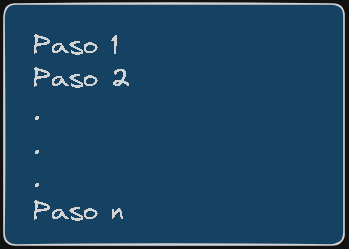 Paso 1
Paso 2
.
.
.
Paso n